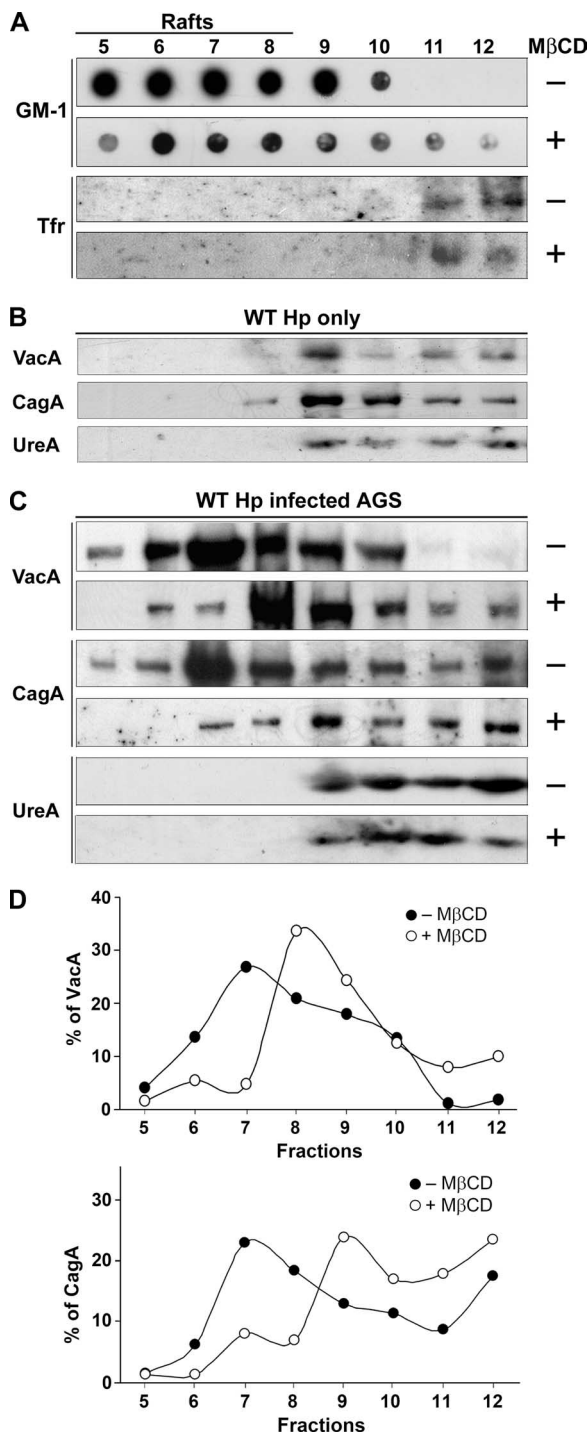 A
Rafts
5 6 7 8 9 10 11 12 MβCD
GM-1
−
+
Tfr
−
+
B
WT Hp only
VacA
CagA
UreA
C
WT Hp infected AGS
VacA
−
+
CagA
−
+
UreA
−
+
D
40
30
20
10
0
% of VacA
− MβCD
+ MβCD
5 6 7 8 9 10 11 12
Fractions
30
20
10
0
% of CagA
− MβCD
+ MβCD
5 6 7 8 9 10 11 12
Fractions